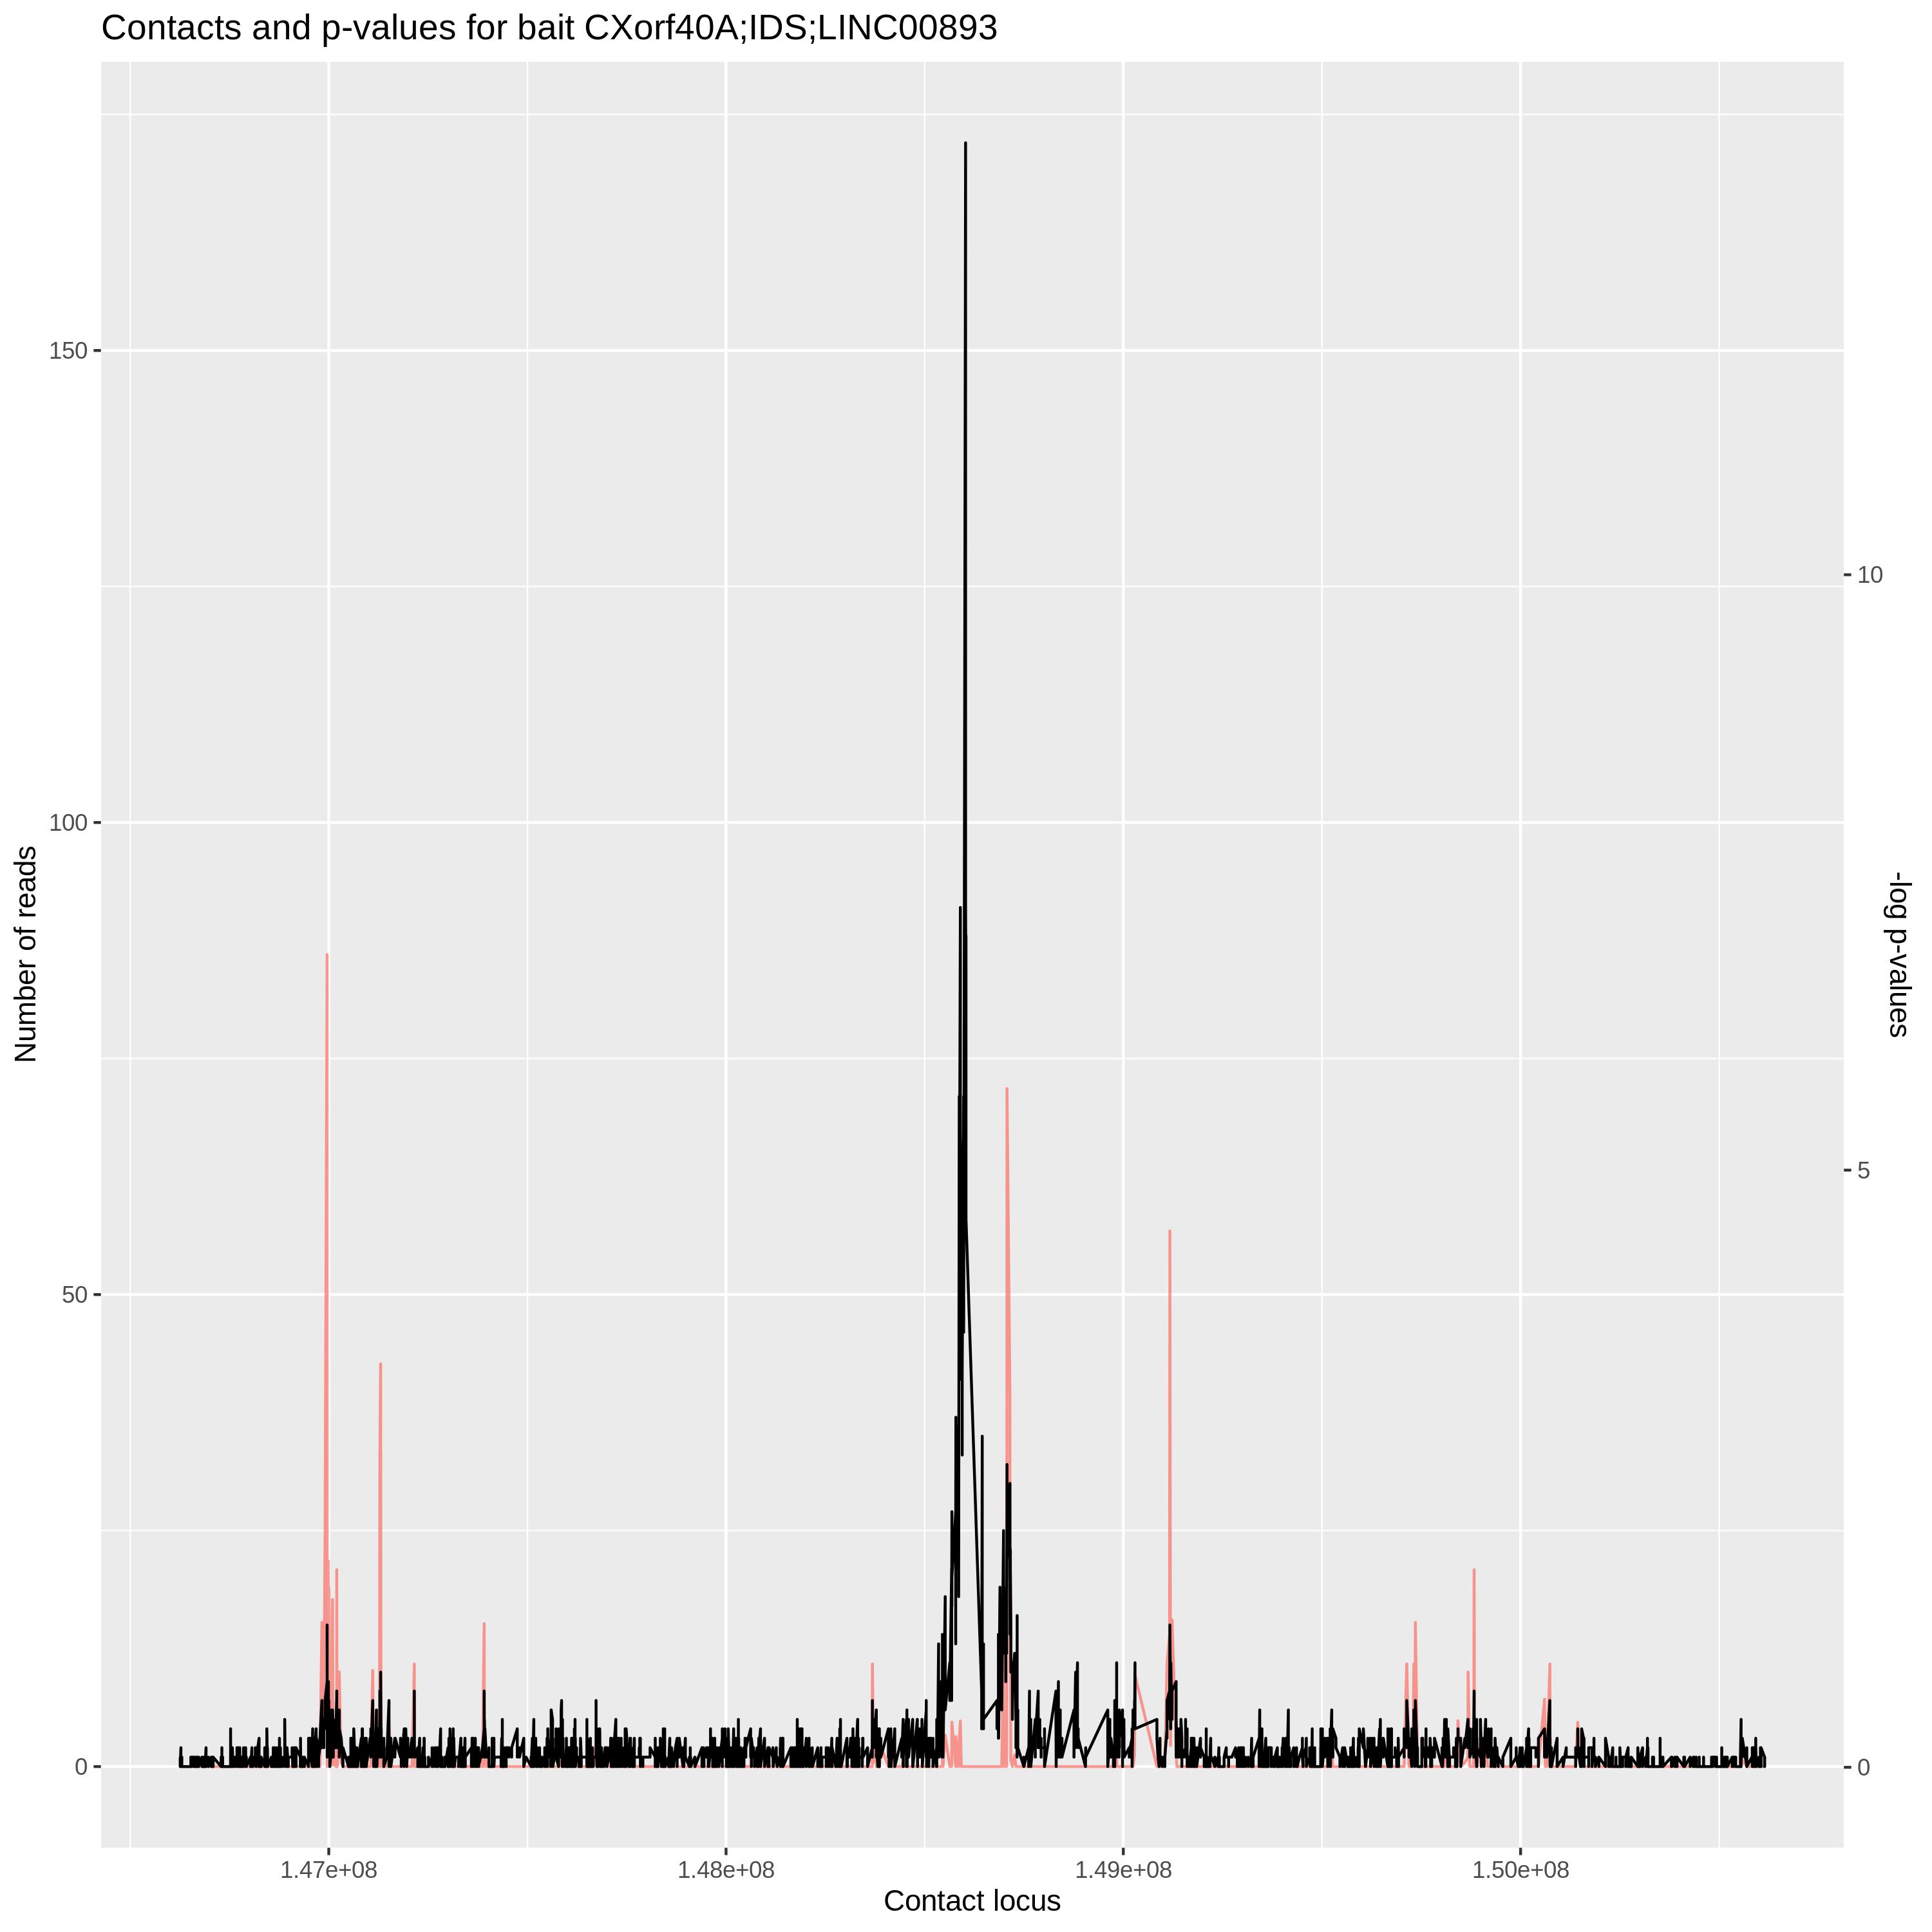 Contacts and p-values for bait CXorf40A;IDS;LINC00893
150
100
50
0
Number of reads
10
5
0
-log p-values
1.47e+08
1.48e+08
1.49e+08
1.50e+08
Contact locus